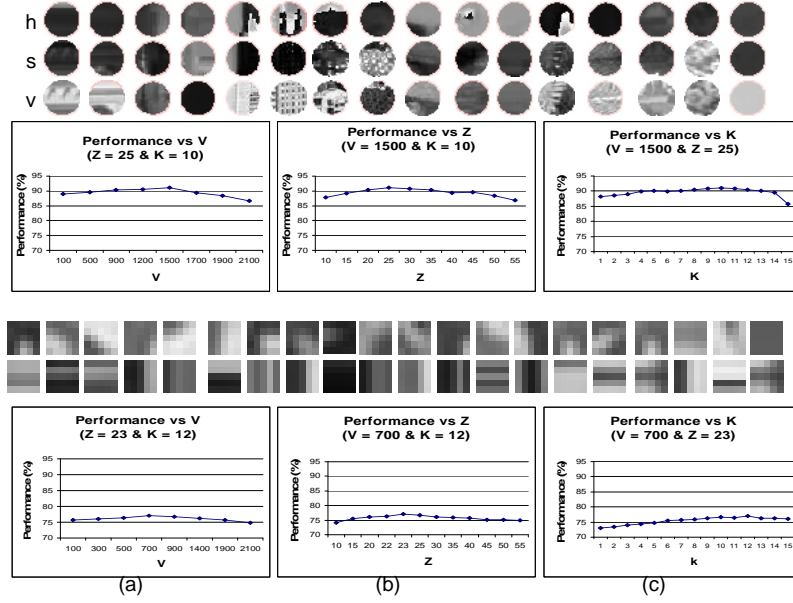 h
s
v
Performance vs V
(Z = 25 & K = 10)
Performance (%)
95
90
85
80
75
70
100 500 900 1200 1500 1700 1900 2100
V
Performance vs Z
(V = 1500 & K = 10)
Performance (%)
95
90
85
80
75
70
10 15 20 25 30 35 40 45 50 55
Z
Performance vs K
(V = 1500 & Z = 25)
Performance (%)
95
90
85
80
75
70
1 2 3 4 5 6 7 8 9 10 11 12 13 14 15
K
Performance vs V
(Z = 23 & K = 12)
Performance (%)
95
90
85
80
75
70
100 300 500 700 900 1400 1900 2100
V
Performance vs Z
(V = 700 & K = 12)
Performance (%)
95
90
85
80
75
70
10 15 20 22 23 25 30 35 40 45 50 55
Z
Performance vs K
(V = 700 & Z = 23)
Performance (%)
95
90
85
80
75
70
1 2 3 4 5 6 7 8 9 10 11 12 13 14 15
k
(a) (b) (c)